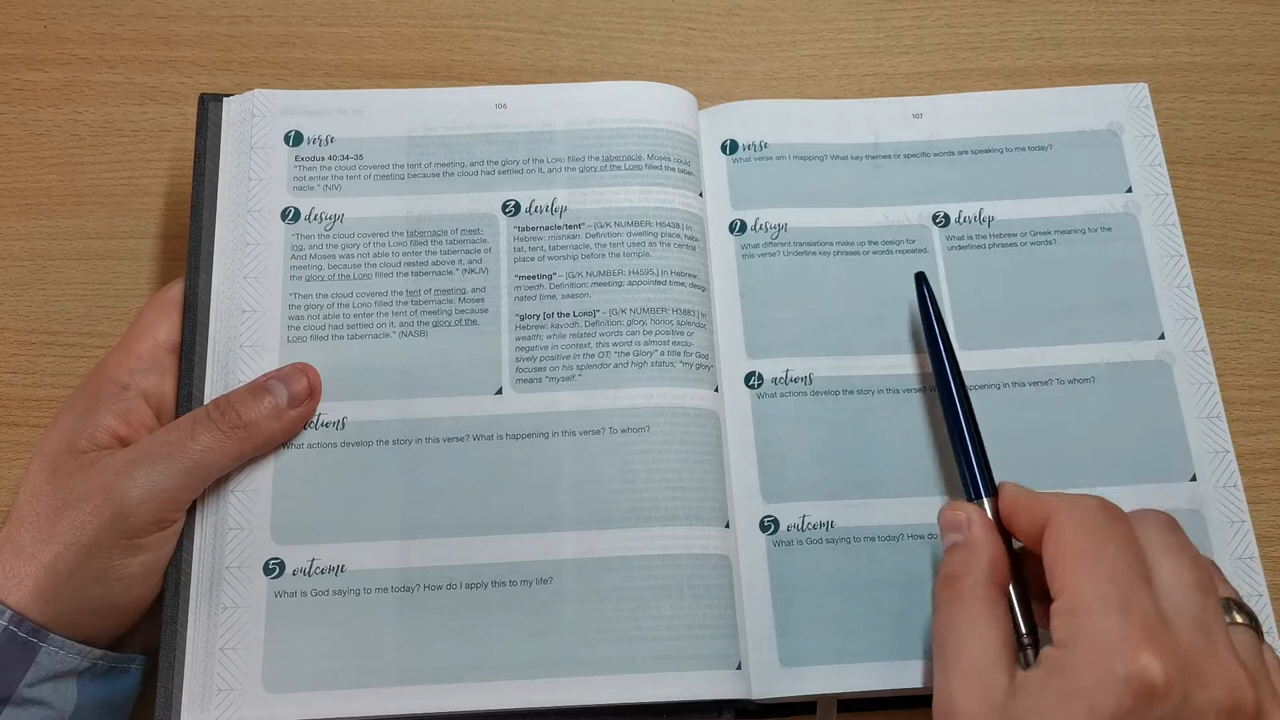 106
1 verse
Exodus 40:34–35
"Then the cloud covered the tent of meeting, and the glory of the LORD filled the tabernacle. Moses could
not enter the tent of meeting because the cloud had settled on it, and the glory of the LORD filled the taber-
nacle." (NIV)
2 design
"Then the cloud covered the tabernacle of meet-
ing, and the glory of the LORD filled the tabernacle.
And Moses was not able to enter the tabernacle of
meeting, because the cloud rested above it, and
the glory of the LORD filled the tabernacle." (NKJV)
"Then the cloud covered the tent of meeting, and
the glory of the LORD filled the tabernacle. Moses
was not able to enter the tent of meeting because
the cloud had settled on it, and the glory of the
LORD filled the tabernacle." (NASB)
3 develop
"tabernacle/tent" – [G/K NUMBER: H5438.] In
Hebrew: mishkan. Definition: dwelling place, habi-
tat, tent, tabernacle, the tent used as the central
place of worship before the temple.
"meeting" – [G/K NUMBER: H4595.] In Hebrew:
m'oedh. Definition: meeting; appointed time, desig-
nated time, season.
"glory [of the LORD]" – [G/K NUMBER: H3883.] In
Hebrew: kavodh. Definition: glory, honor, splendor,
wealth; while related words can be positive or
negative in context, this word is almost exclu-
sively positive in the OT; "the Glory" a title for God
focuses on his splendor and high status; "my glory"
means "myself."
actions
What actions develop the story in this verse? What is happening in this verse? To whom?
5 outcome
What is God saying to me today? How do I apply this to my life?
107
1 verse
What verse am I mapping? What key themes or specific words are speaking to me today?
2 design
What different translations make up the design for
this verse? Underline key phrases or words repeated.
3 develop
What is the Hebrew or Greek meaning for the
underlined phrases or words?
4 actions
What actions develop the story in this verse? happening in this verse? To whom?
5 outcome
What is God saying to me today? How do